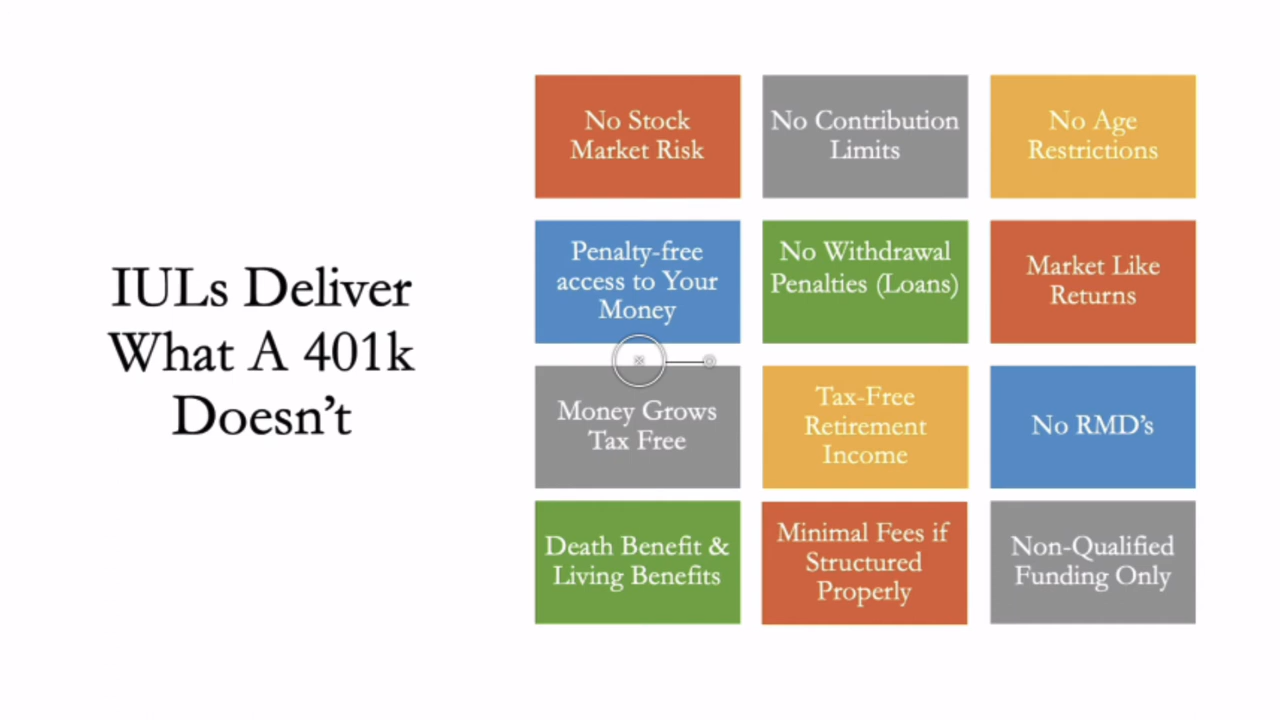 IULs Deliver
What A 401k
Doesn't
No Stock
Market Risk
No Contribution
Limits
No Age
Restrictions
Penalty-free
access to Your
Money
No Withdrawal
Penalties (Loans)
Market Like
Returns
Money Grows
Tax Free
Tax-Free
Retirement
Income
No RMD's
Death Benefit &
Living Benefits
Minimal Fees if
Structured
Properly
Non-Qualified
Funding Only